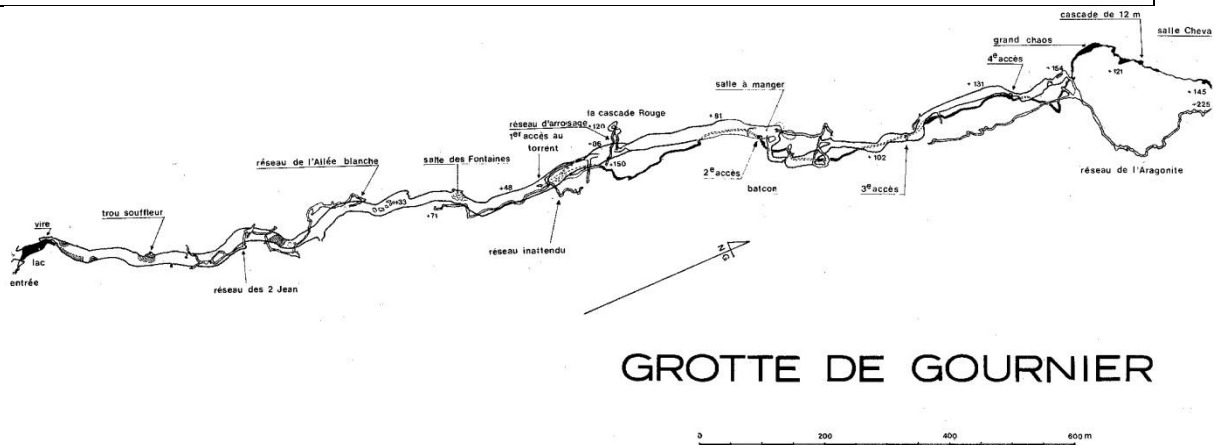 cascade de 12 m
salle Cheva
grand chaos
4e accès
+154
+131
+121
+145
+225
salle à manger
la cascade Rouge
réseau d'arrosage
+120
1er accès au
torrent
+91
réseau de l'Allée blanche
salle des Fontaines
+150
2e accès
+102
réseau de l'Aragonite
balcon
3e accès
+48
+33
trou souffleur
+71
vire
réseau inattendu
NG
lac
entrée
réseau des 2 Jean
GROTTE DE GOURNIER
0 200 400 600 m